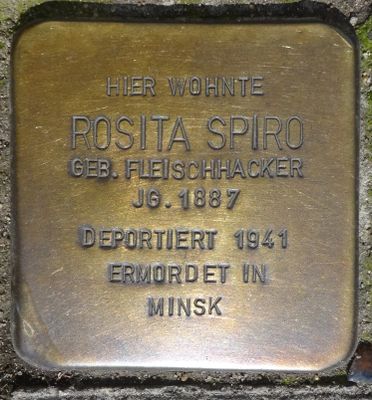 HIER WOHNTE
ROSITA SPIRO
GEB. FLEISCHHACKER
JG. 1887
DEPORTIERT 1941
ERMORDET IN
MINSK